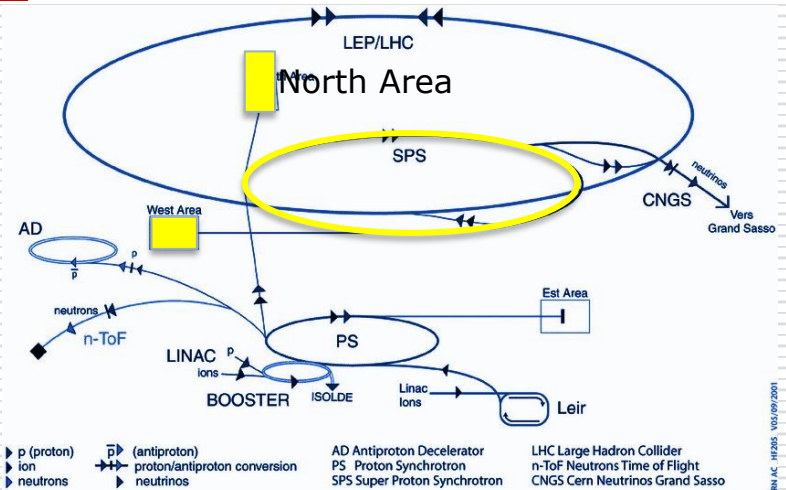 LEP/LHC
North Area
SPS
neutrinos
CNGS
Vers
Grand Sasso
West Area
AD
p
p
neutrons
n-ToF
Est Area
PS
LINAC
p
ions
BOOSTER
ISOLDE
Linac
Ions
Leir
p (proton)
ion
neutrons
p (antiproton)
proton/antiproton conversion
neutrinos
AD Antiproton Decelerator
PS Proton Synchrotron
SPS Super Proton Synchrotron
LHC Large Hadron Collider
n-ToF Neutrons Time of Flight
CNGS Cern Neutrinos Grand Sasso
V05/09/2001